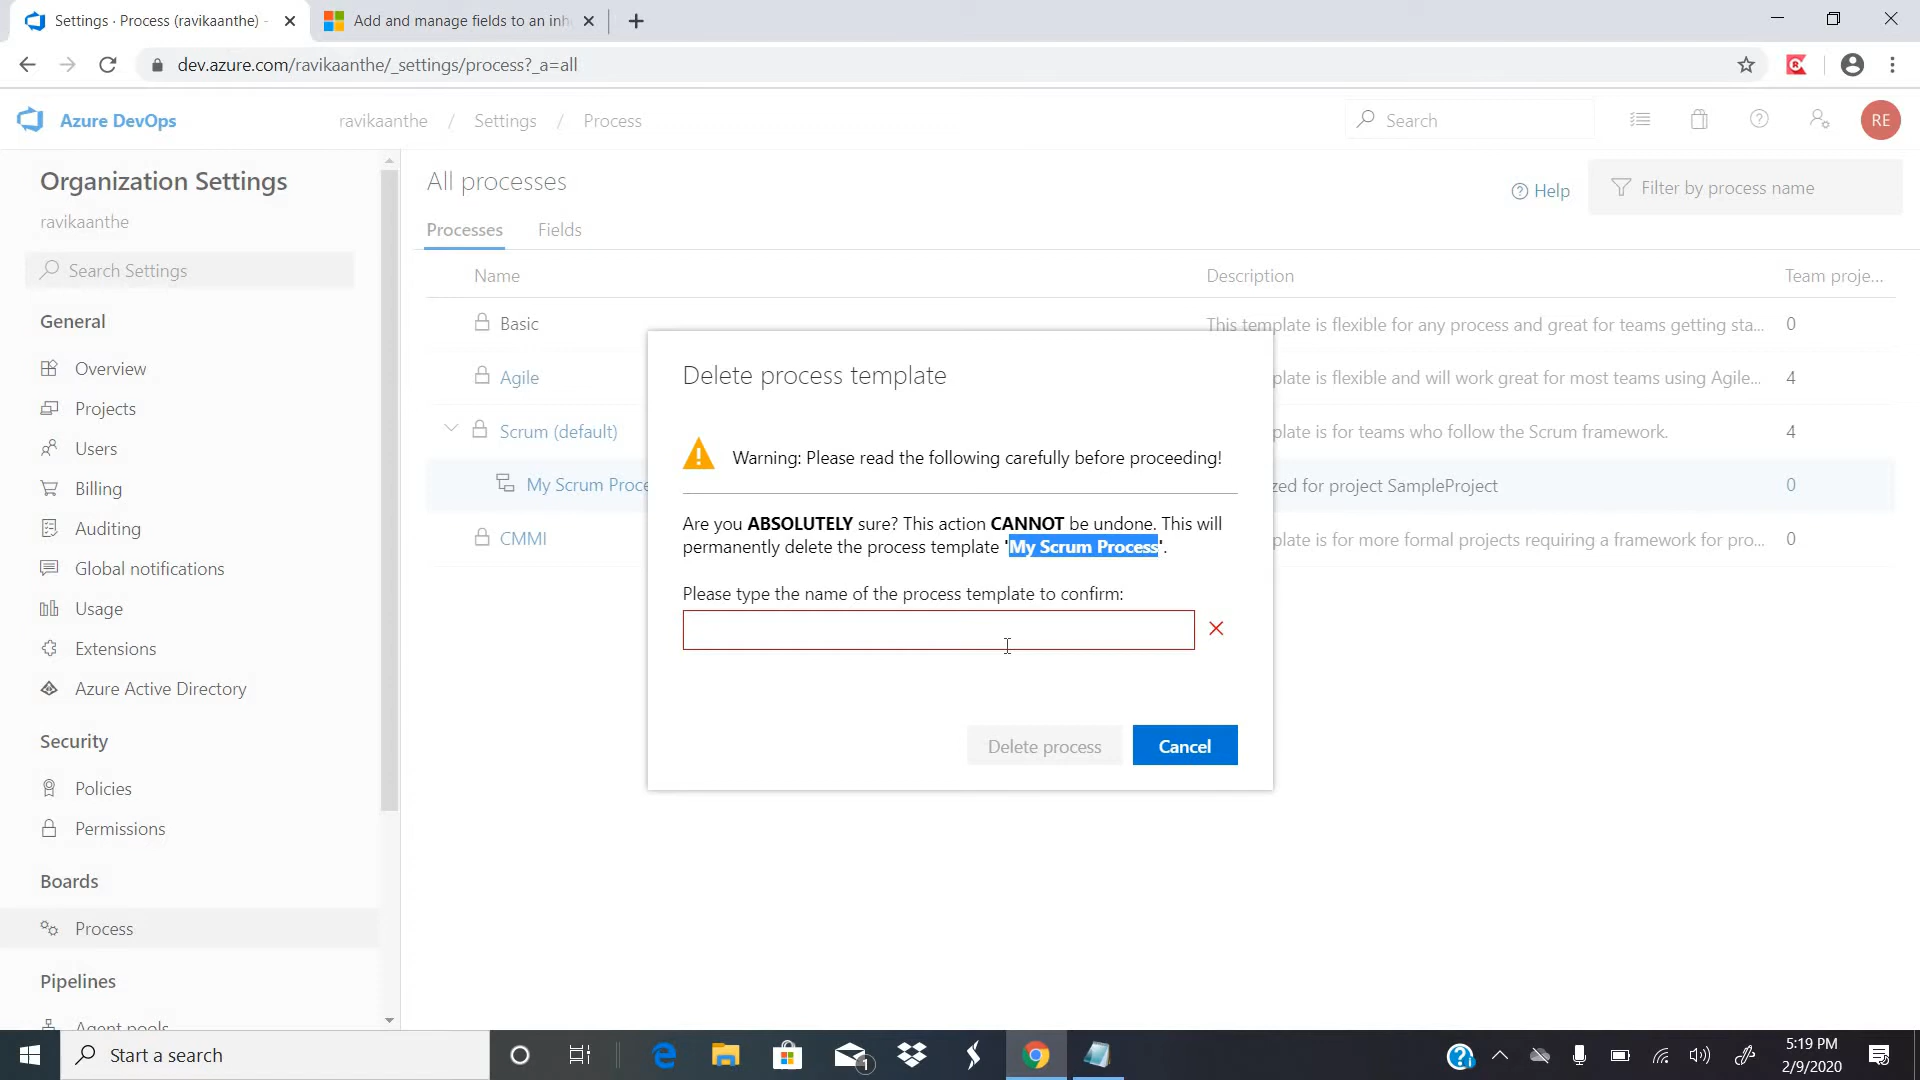 Settings · Process (ravikaanthe) -
Add and manage fields to an inh
dev.azure.com/ravikaanthe/_settings/process?_a=all
Azure DevOps
ravikaanthe / Settings / Process
Search
RE
Organization Settings
ravikaanthe
Search Settings
General
Overview
Projects
Users
Billing
Auditing
Global notifications
Usage
Extensions
Azure Active Directory
Security
Policies
Permissions
Boards
Process
Pipelines
Agent pools
All processes
Help
Filter by process name
Processes
Fields
Name
Description
Team proje...
Basic
This template is flexible for any process and great for teams getting sta...
0
Agile
plate is flexible and will work great for most teams using Agile...
4
Scrum (default)
plate is for teams who follow the Scrum framework.
4
My Scrum Proce
zed for project SampleProject
0
CMMI
plate is for more formal projects requiring a framework for pro...
0
Delete process template
Warning: Please read the following carefully before proceeding!
Are you ABSOLUTELY sure? This action CANNOT be undone. This will
permanently delete the process template 'My Scrum Process'.
Please type the name of the process template to confirm:
Delete process
Cancel
Start a search
1
5:19 PM
2/9/2020